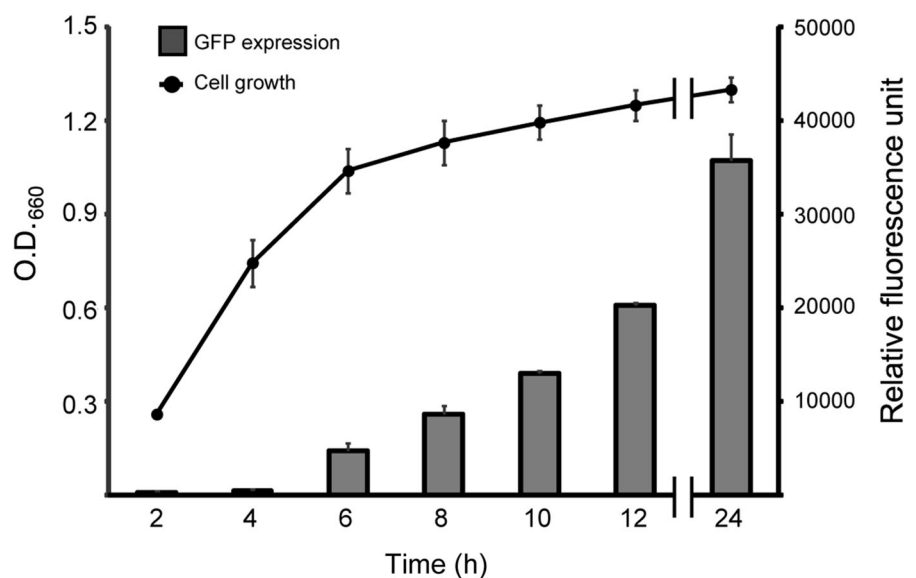 1.5
1.2
0.9
0.6
0.3
O.D.660
GFP expression
Cell growth
50000
40000
30000
20000
10000
Relative fluorescence unit
2 4 6 8 10 12 24
Time (h)